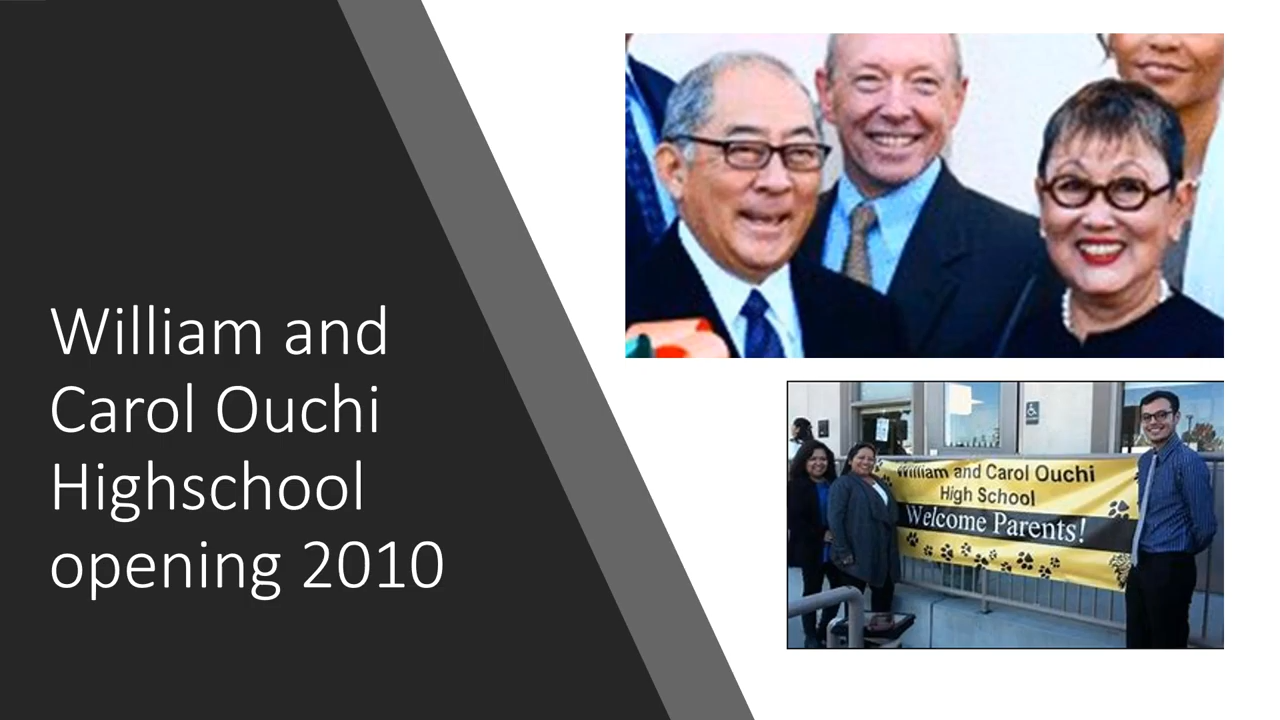 William and
Carol Ouchi
Highschool
opening 2010
William and Carol Ouchi
High School
Welcome Parents!